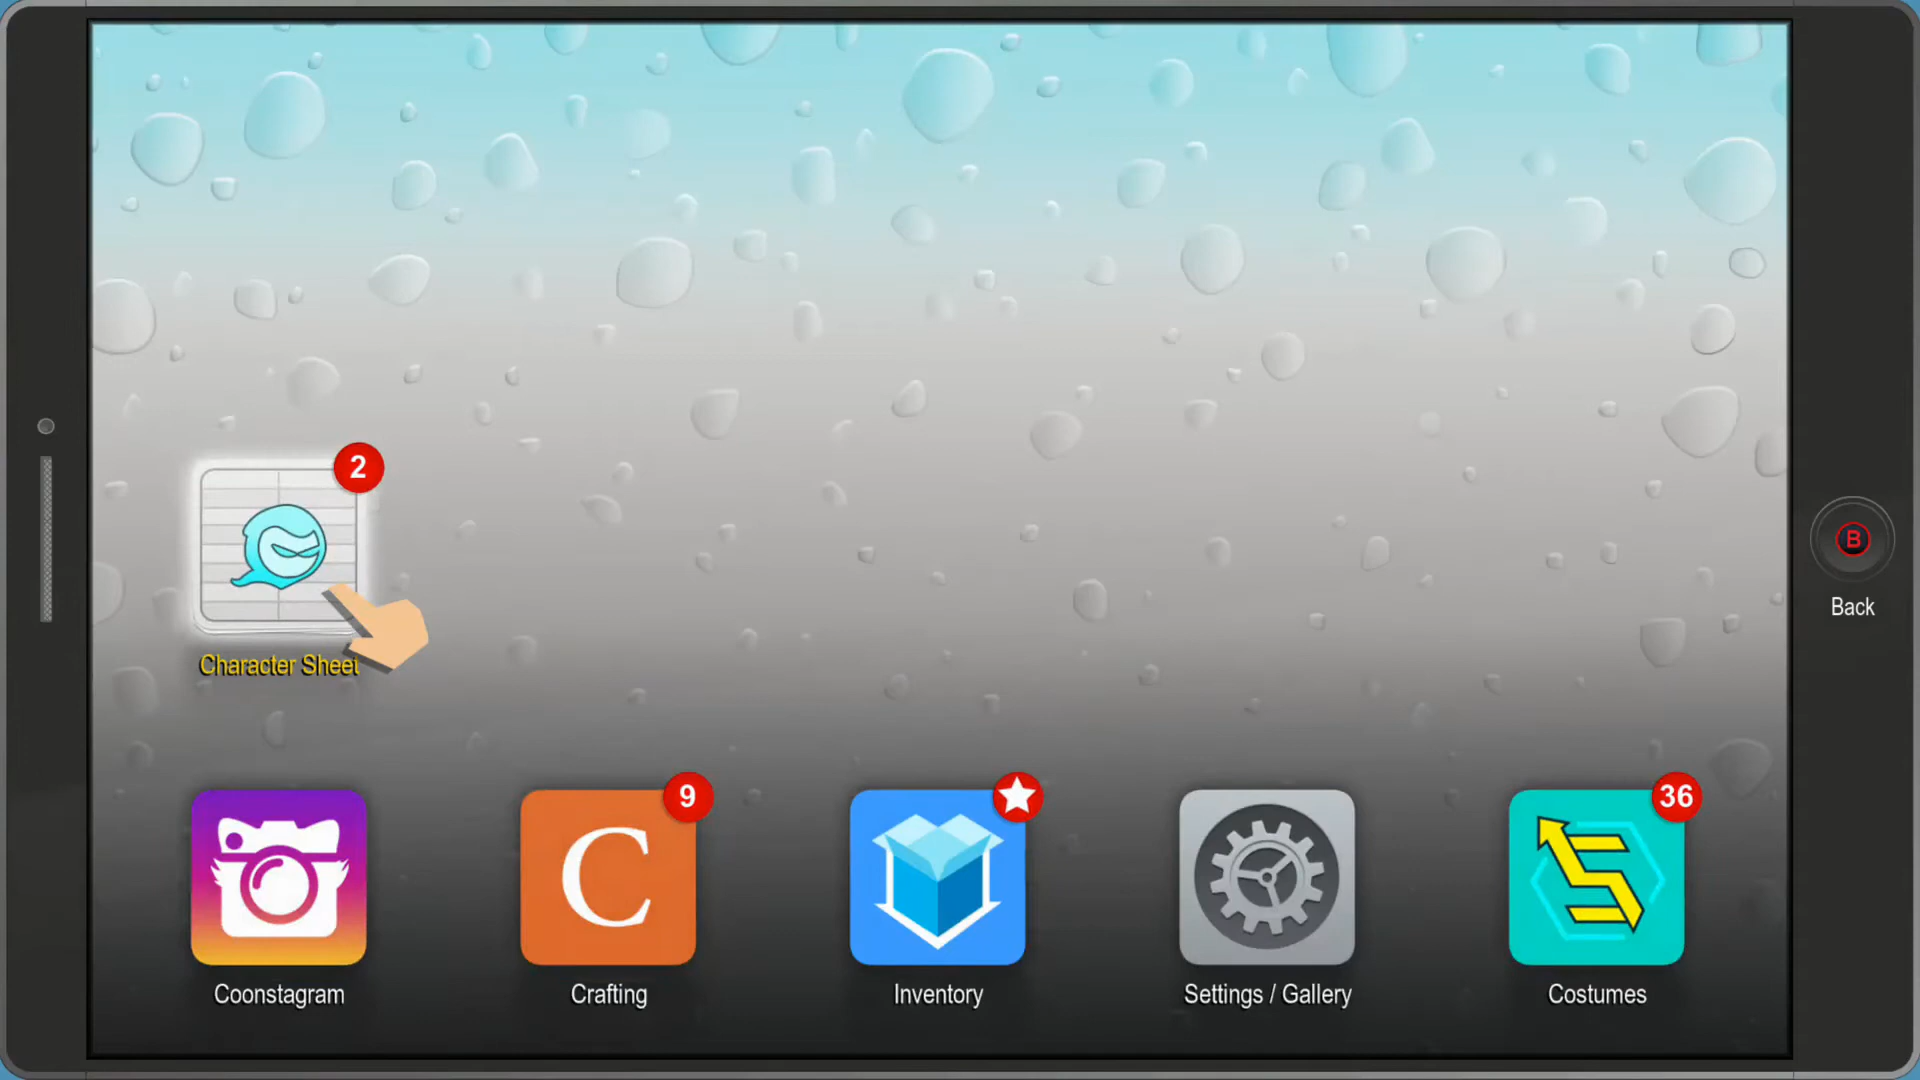 2
Character Sheet
B
Back
9
36
C
Coonstagram
Crafting
Inventory
Settings / Gallery
Costumes